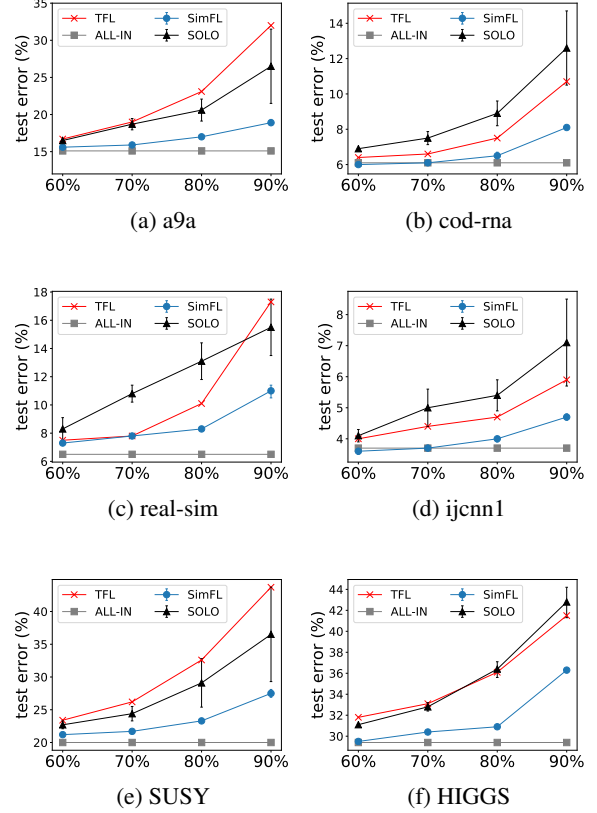 TFL SimFL
ALL-IN SOLO
test error (%)
35
30
25
20
15
60% 70% 80% 90%
(a) a9a
TFL SimFL
ALL-IN SOLO
test error (%)
14
12
10
8
6
60% 70% 80% 90%
(b) cod-rna
TFL SimFL
ALL-IN SOLO
test error (%)
18
16
14
12
10
8
6
60% 70% 80% 90%
(c) real-sim
TFL SimFL
ALL-IN SOLO
test error (%)
8
7
6
5
4
60% 70% 80% 90%
(d) ijcnn1
TFL SimFL
ALL-IN SOLO
test error (%)
40
35
30
25
20
60% 70% 80% 90%
(e) SUSY
TFL SimFL
ALL-IN SOLO
test error (%)
44
42
40
38
36
34
32
30
60% 70% 80% 90%
(f) HIGGS